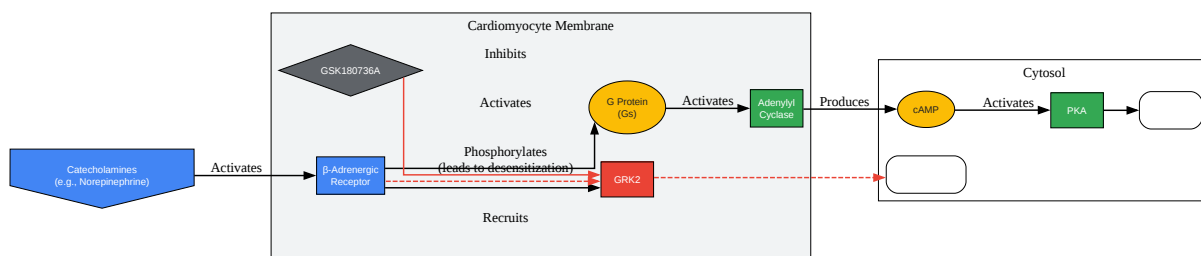 Cardiomyocyte Membrane
Inhibits
GSK180736A
Cytosol
Activates
G Protein
(Gs)
Activates
Adenylyl
Cyclase
Produces
cAMP
Activates
PKA
Phosphorylates
(leads to desensitization)
Catecholamines
(e.g., Norepinephrine)
Activates
β-Adrenergic
Receptor
GRK2
Recruits